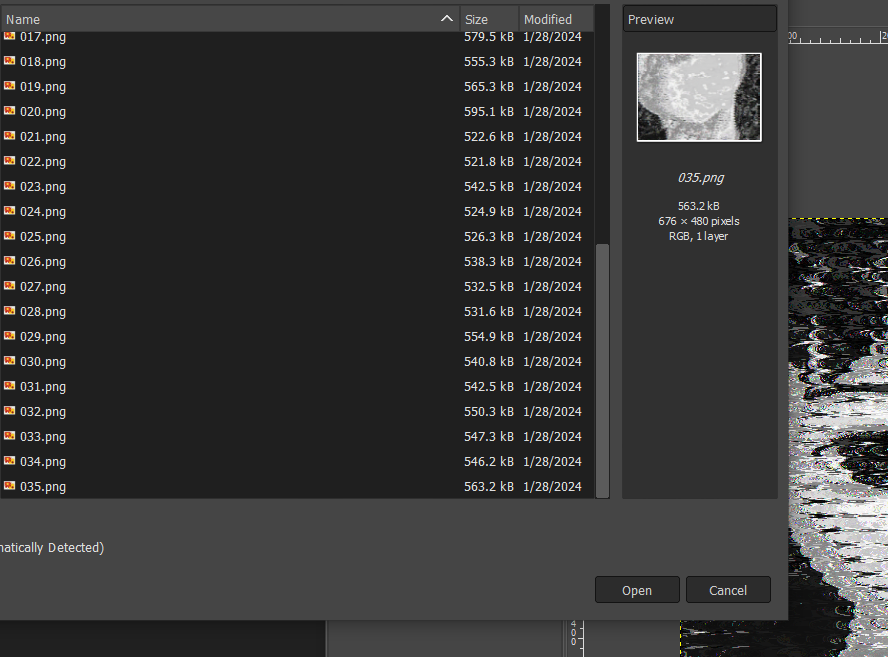 Name Size Modified
017.png 579.5 kB 1/28/2024
018.png 555.3 kB 1/28/2024
019.png 565.3 kB 1/28/2024
020.png 595.1 kB 1/28/2024
021.png 522.6 kB 1/28/2024
022.png 521.8 kB 1/28/2024
023.png 542.5 kB 1/28/2024
024.png 524.9 kB 1/28/2024
025.png 526.3 kB 1/28/2024
026.png 538.3 kB 1/28/2024
027.png 532.5 kB 1/28/2024
028.png 531.6 kB 1/28/2024
029.png 554.9 kB 1/28/2024
030.png 540.8 kB 1/28/2024
031.png 542.5 kB 1/28/2024
032.png 550.3 kB 1/28/2024
033.png 547.3 kB 1/28/2024
034.png 546.2 kB 1/28/2024
035.png 563.2 kB 1/28/2024
Preview
035.png
563.2 kB
676 × 480 pixels
RGB, 1 layer
matically Detected)
Open Cancel
4
0
0